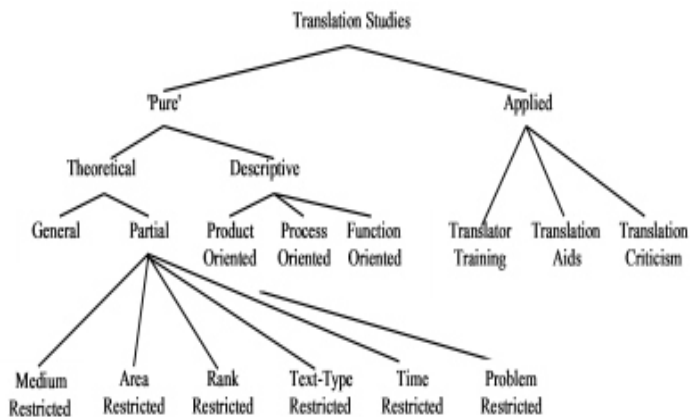 Translation Studies
'Pure' Applied
Theoretical Descriptive
General Partial Product Process Function Translator Translation Translation
Oriented Oriented Oriented Training Aids Criticism
Medium Area Rank Text-Type Time Problem
Restricted Restricted Restricted Restricted Restricted Restricted